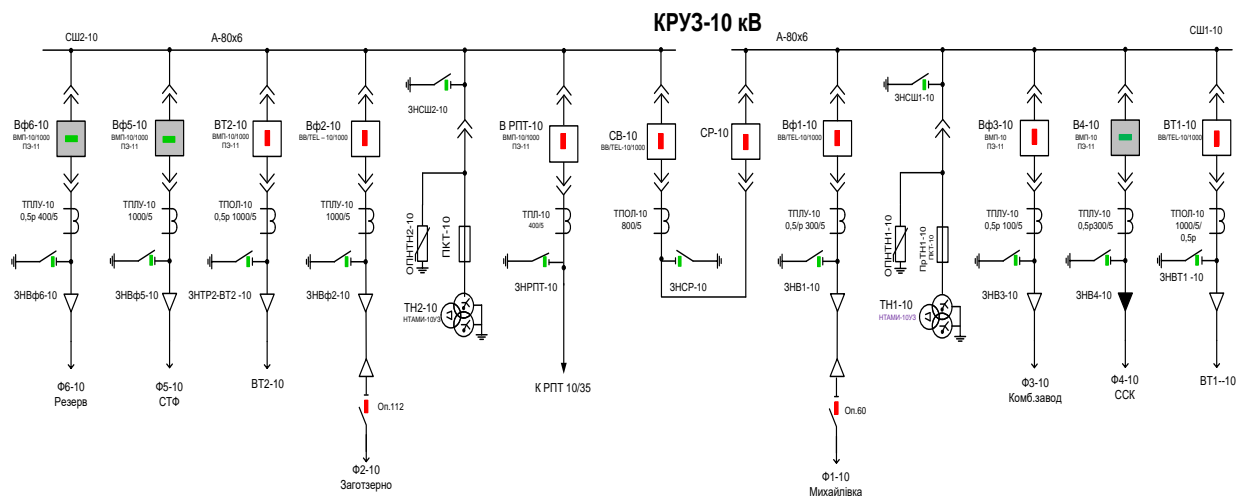 КРУЗ-10 кВ
СШ2-10
А-80х6
А-80х6
СШ1-10
ЗНСШ2-10
ЗНСШ1-10
Вф6-10
ВМП-10/1000
ПЭ-11
Вф5-10
ВМП-10/1000
ПЭ-11
ВТ2-10
ВМП-10/1000
ПЭ-11
Вф2-10
BB/TEL – 10/1000
В РПТ-10
ВМП-10/1000
ПЭ-11
СВ-10
BB/TEL-10/1000
СР-10
Вф1-10
BB/TEL-10/1000
Вф3-10
ВМП-10
ПЭ-11
В4-10
ВМП-10
ПЭ-11
ВТ1-10
BB/TEL-10/1000
ТПЛУ-10
0,5р 400/5
ТПЛУ-10
1000/5
ТПОЛ-10
0,5р 1000/5
ТПЛУ-10
1000/5
ОПНТН2-10
ПКТ-10
ТПЛ-10
400/5
ТПОЛ-10
800/5
ТПЛУ-10
0,5/р 300/5
ОПНТН1-10
ПрТН1-10
ПКТ-10
ТПЛУ-10
0,5р 100/5
ТПЛУ-10
0,5р300/5
ТПОЛ-10
1000/5/
0,5р
ЗНВф6-10
ЗНВф5-10
ЗНТР2-ВТ2 -10
ЗНВф2-10
ТН2-10
НТАМИ-10УЗ
ЗНРПТ-10
ЗНСР-10
ЗНВ1-10
ТН1-10
НТАМИ-10УЗ
ЗНВ3-10
ЗНВ4-10
ЗНВТ1 -10
Ф6-10
Резерв
Ф5-10
СТФ
ВТ2-10
Оп.112
Ф2-10
Заготзерно
К РПТ 10/35
Оп.60
Ф1-10
Михайлівка
Ф3-10
Комб.завод
Ф4-10
ССК
ВТ1--10